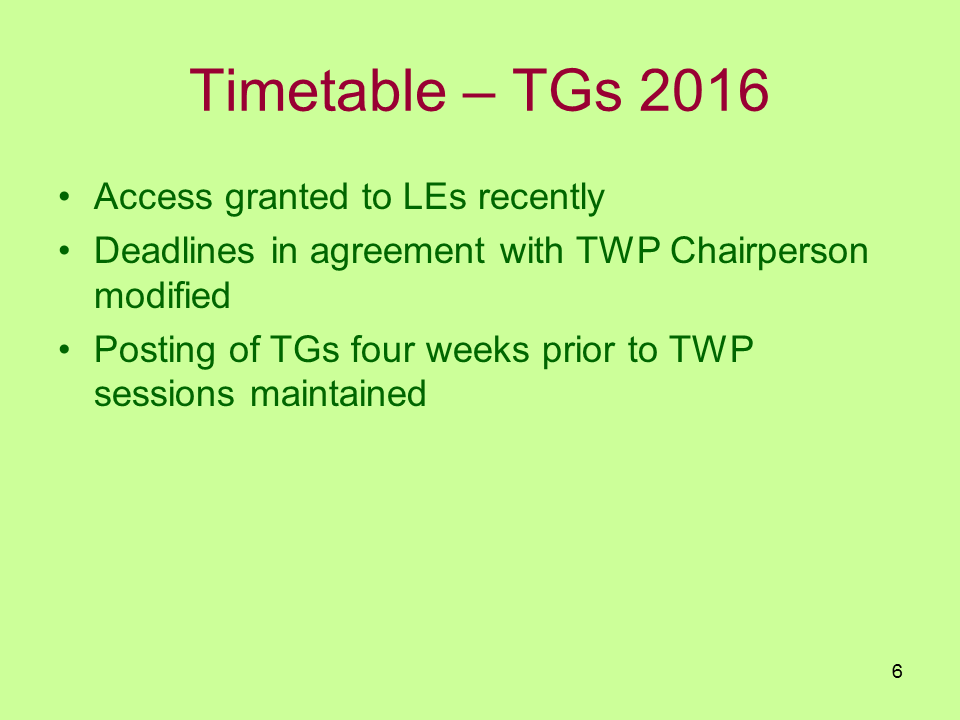 Timetable – TGs 2016
• Access granted to LEs recently
• Deadlines in agreement with TWP Chairperson
modified
• Posting of TGs four weeks prior to TWP
sessions maintained
6